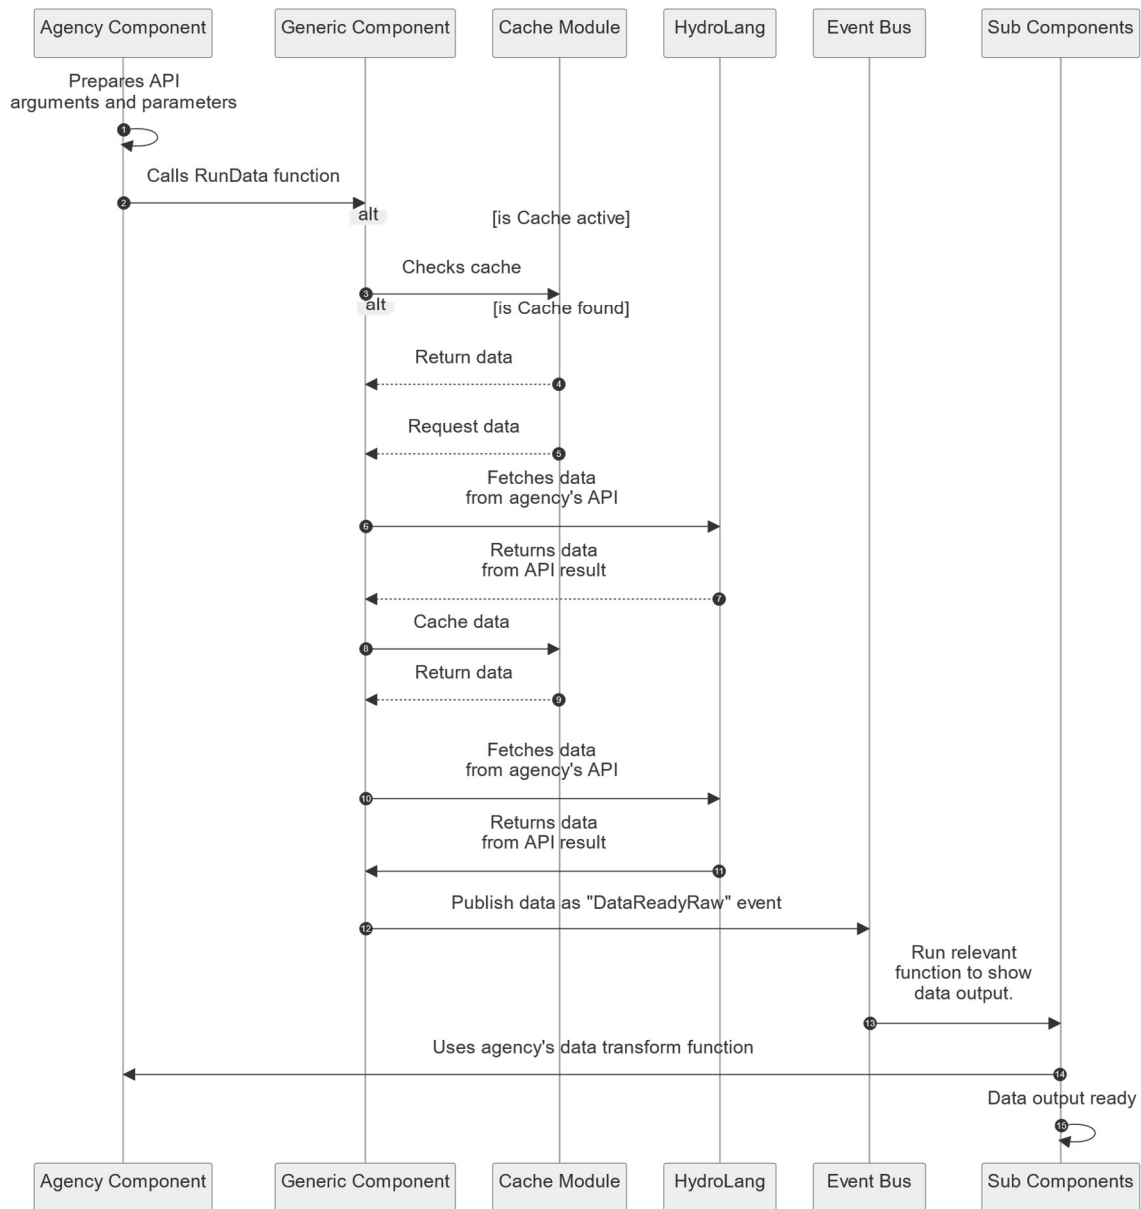 Agency Component
Generic Component
Cache Module
HydroLang
Event Bus
Sub Components
Prepares API
arguments and parameters
1
Calls RunData function
2
alt
[is Cache active]
Checks cache
3
alt
[is Cache found]
Return data
4
Request data
5
Fetches data
from agency's API
6
Returns data
from API result
7
Cache data
8
Return data
9
Fetches data
from agency's API
10
Returns data
from API result
11
Publish data as "DataReadyRaw" event
12
Run relevant
function to show
data output.
13
Uses agency's data transform function
14
Data output ready
15
Agency Component
Generic Component
Cache Module
HydroLang
Event Bus
Sub Components